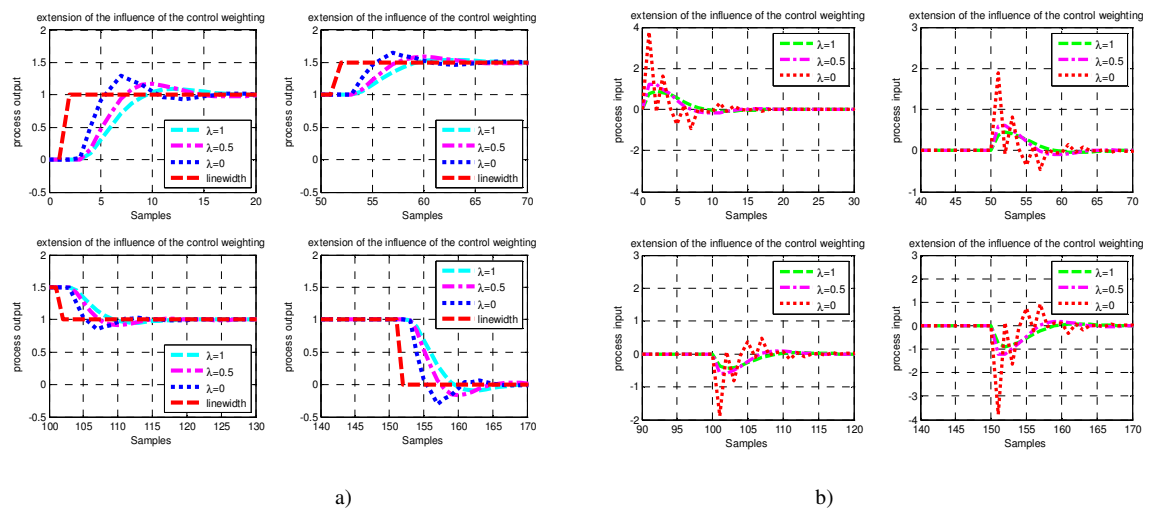 extension of the influence of the control weighting
2
1.5
1
0.5
0
-0.5
process output
λ=1
λ=0.5
λ=0
linewidth
0 5 10 15 20
Samples
extension of the influence of the control weighting
2
1.5
1
0.5
0
-0.5
process output
λ=1
λ=0.5
λ=0
linewidth
50 55 60 65 70
Samples
extension of the influence of the control weighting
4
2
0
-2
-4
process input
λ=1
λ=0.5
λ=0
0 5 10 15 20 25 30
Samples
extension of the influence of the control weighting
3
2
1
0
-1
process input
λ=1
λ=0.5
λ=0
40 45 50 55 60 65 70
Samples
extension of the influence of the control weighting
2
1.5
1
0.5
0
-0.5
process output
λ=1
λ=0.5
λ=0
linewidth
100 105 110 115 120 125 130
Samples
extension of the influence of the control weighting
2
1.5
1
0.5
0
-0.5
process output
λ=1
λ=0.5
λ=0
linewidth
140 145 150 155 160 165 170
Samples
extension of the influence of the control weighting
3
2
1
0
-1
-2
process input
λ=1
λ=0.5
λ=0
90 95 100 105 110 115 120
Samples
extension of the influence of the control weighting
3
2
1
0
-1
-2
-3
-4
process input
λ=1
λ=0.5
λ=0
140 145 150 155 160 165 170
Samples
a)
b)